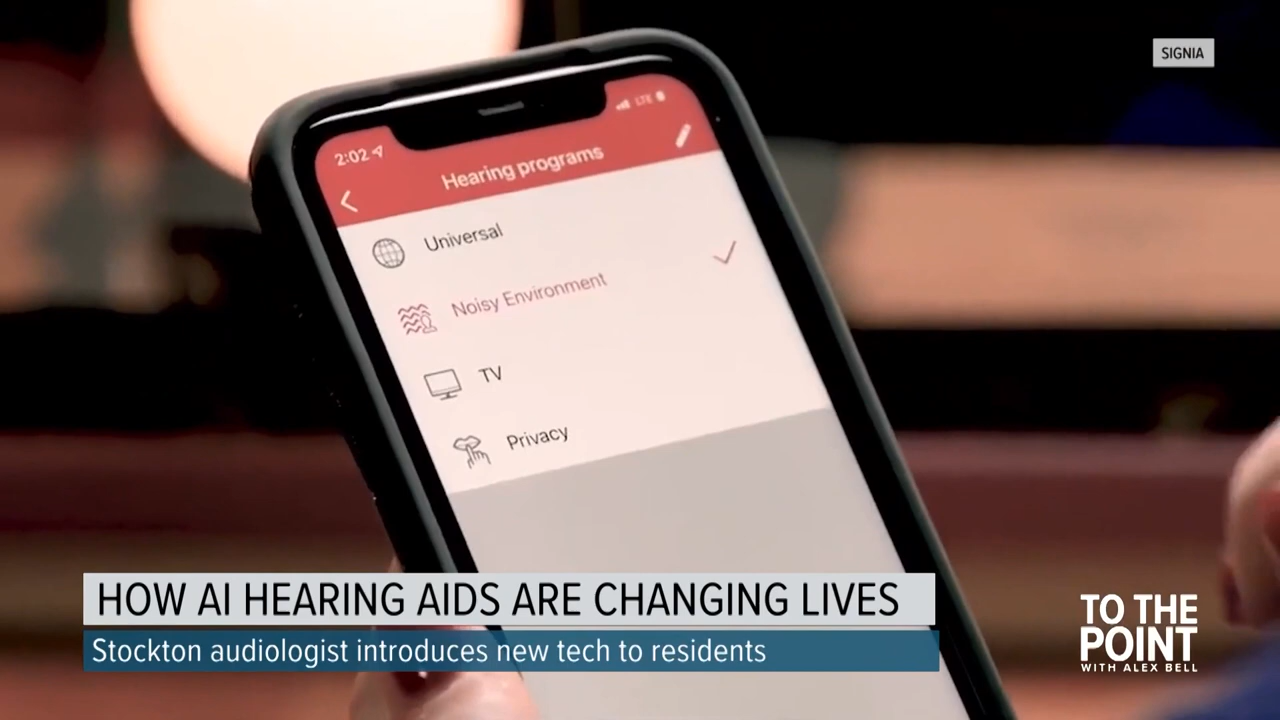 SIGNIA
2:02
LTE
Hearing programs
Universal
Noisy Environment
TV
Privacy
HOW AI HEARING AIDS ARE CHANGING LIVES
Stockton audiologist introduces new tech to residents
TO THE
POINT
WITH ALEX BELL